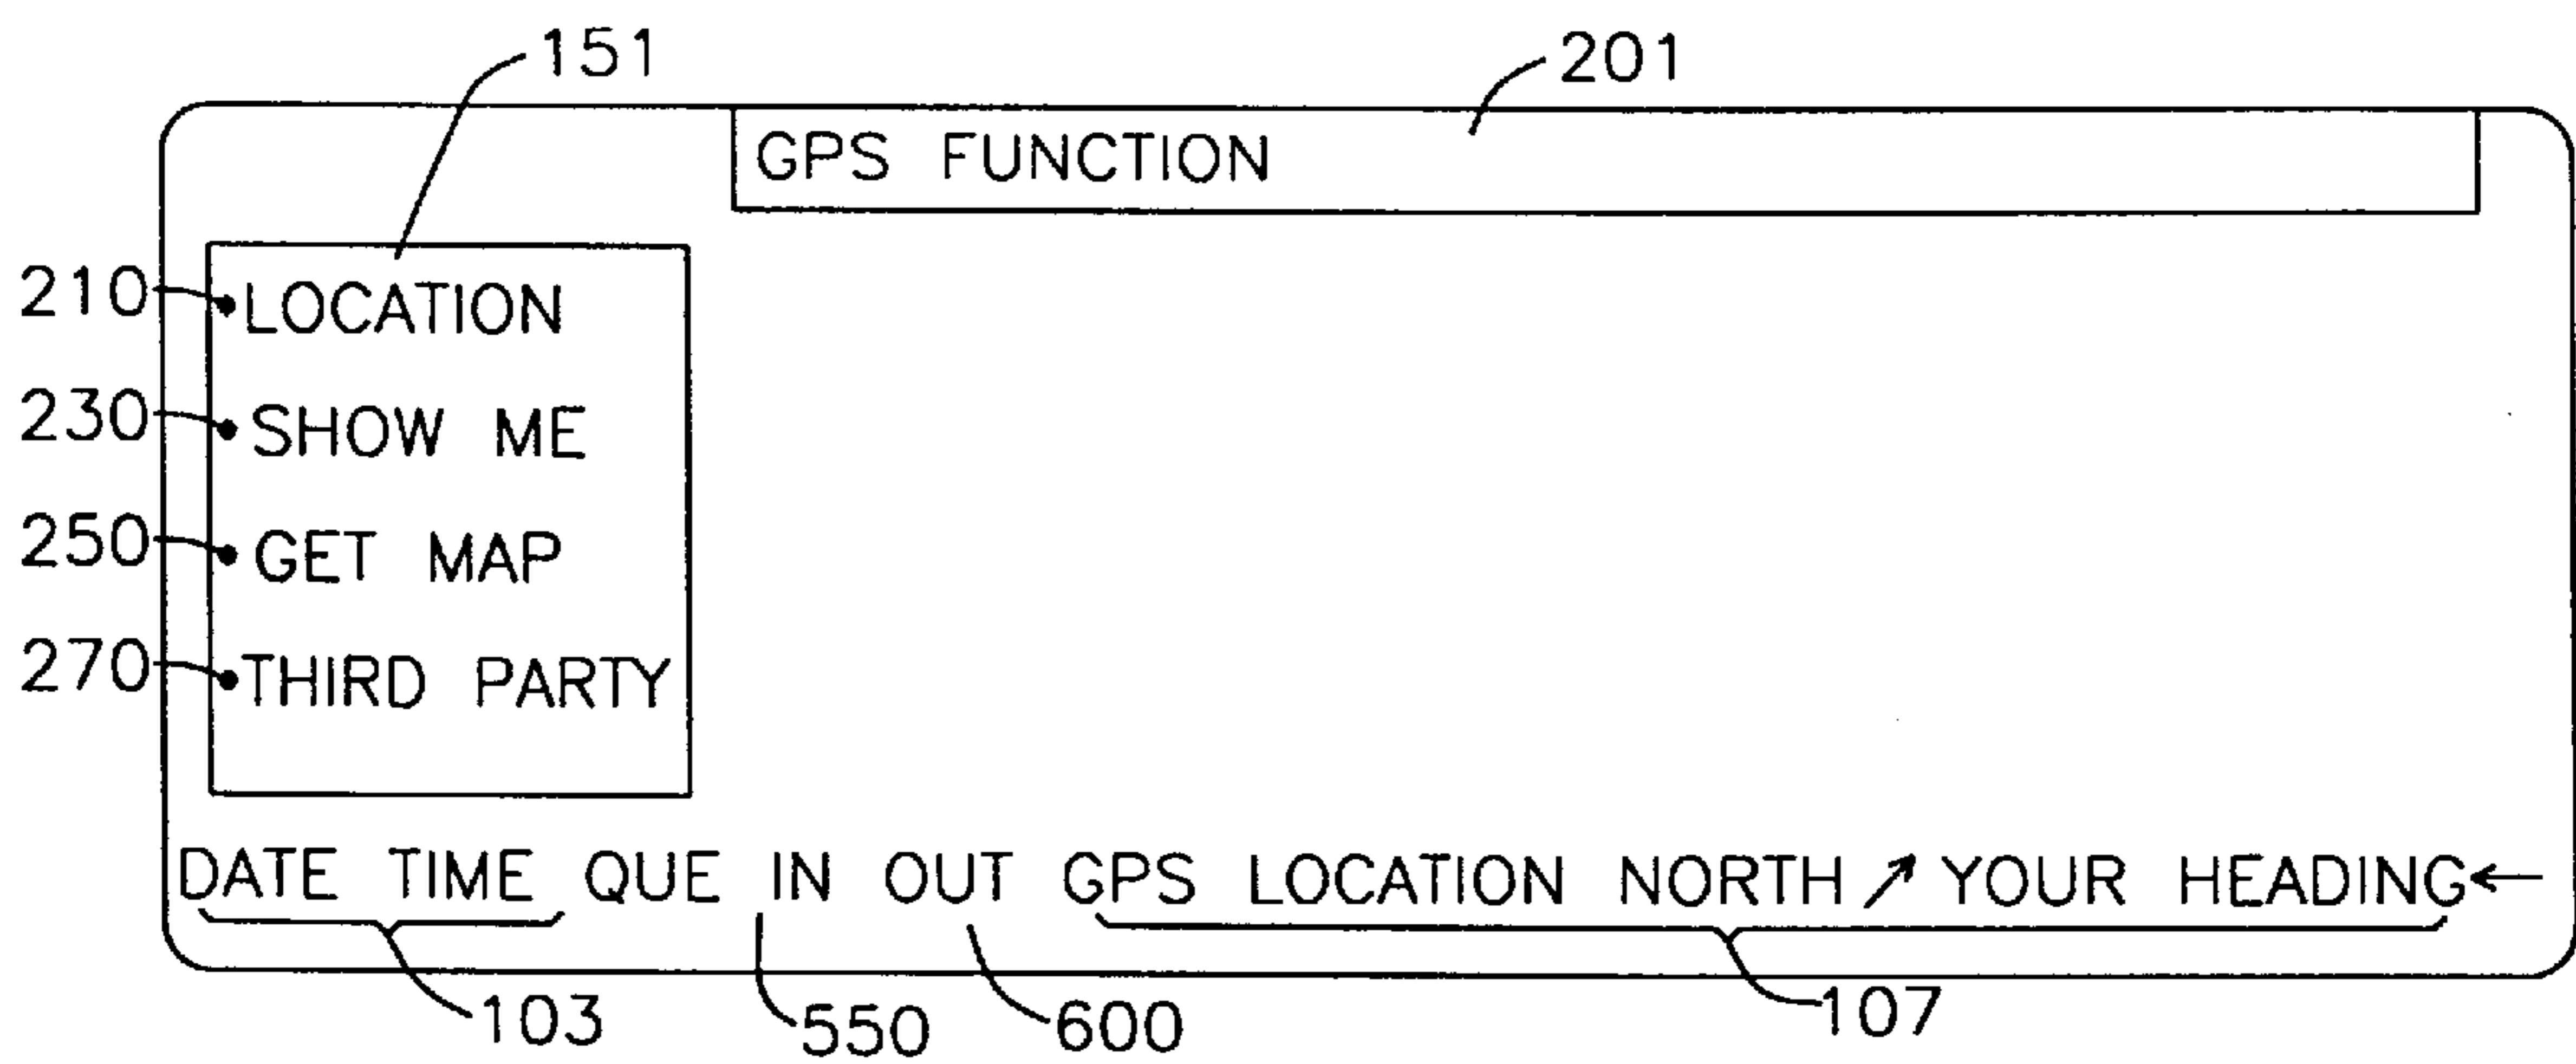 151
201
GPS FUNCTION
210 LOCATION
230 SHOW ME
250 GET MAP
270 THIRD PARTY
DATE TIME QUE IN OUT GPS LOCATION NORTH ↗ YOUR HEADING ←
103
550
600
107